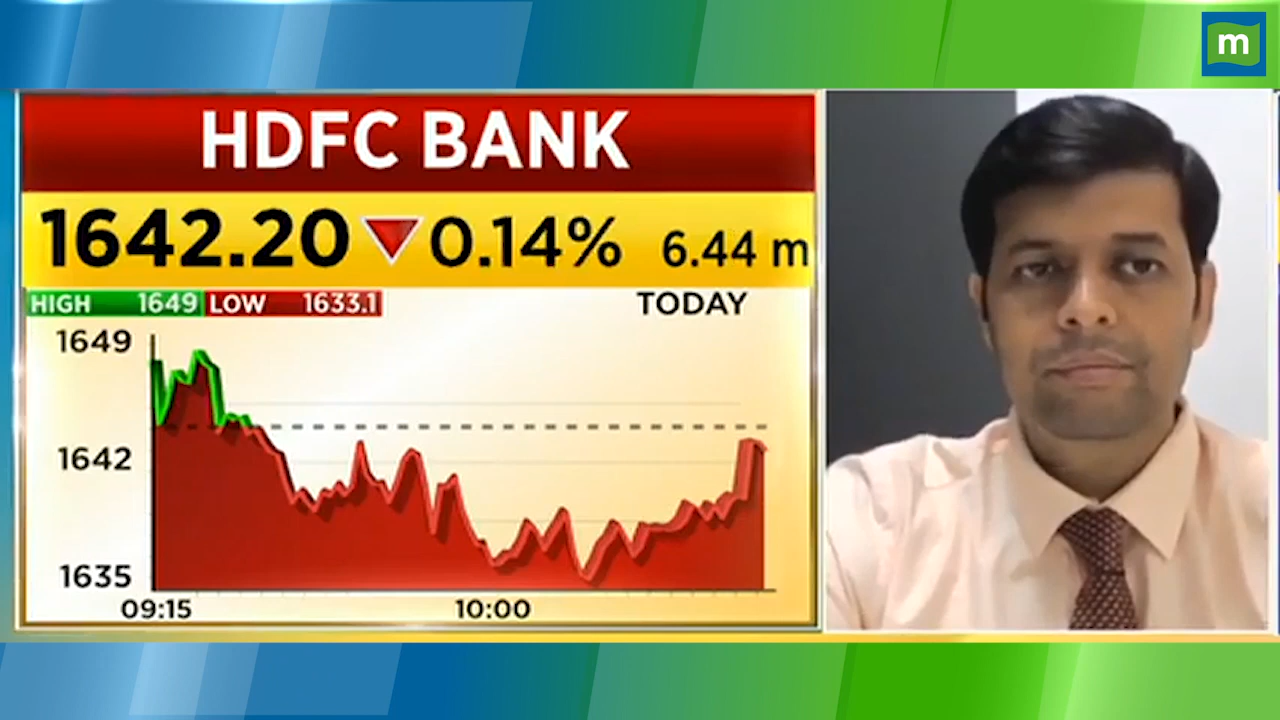 m
HDFC BANK
1642.20 ▼ 0.14% 6.44 m
HIGH 1649 LOW 1633.1
TODAY
1649
1642
1635
09:15 10:00